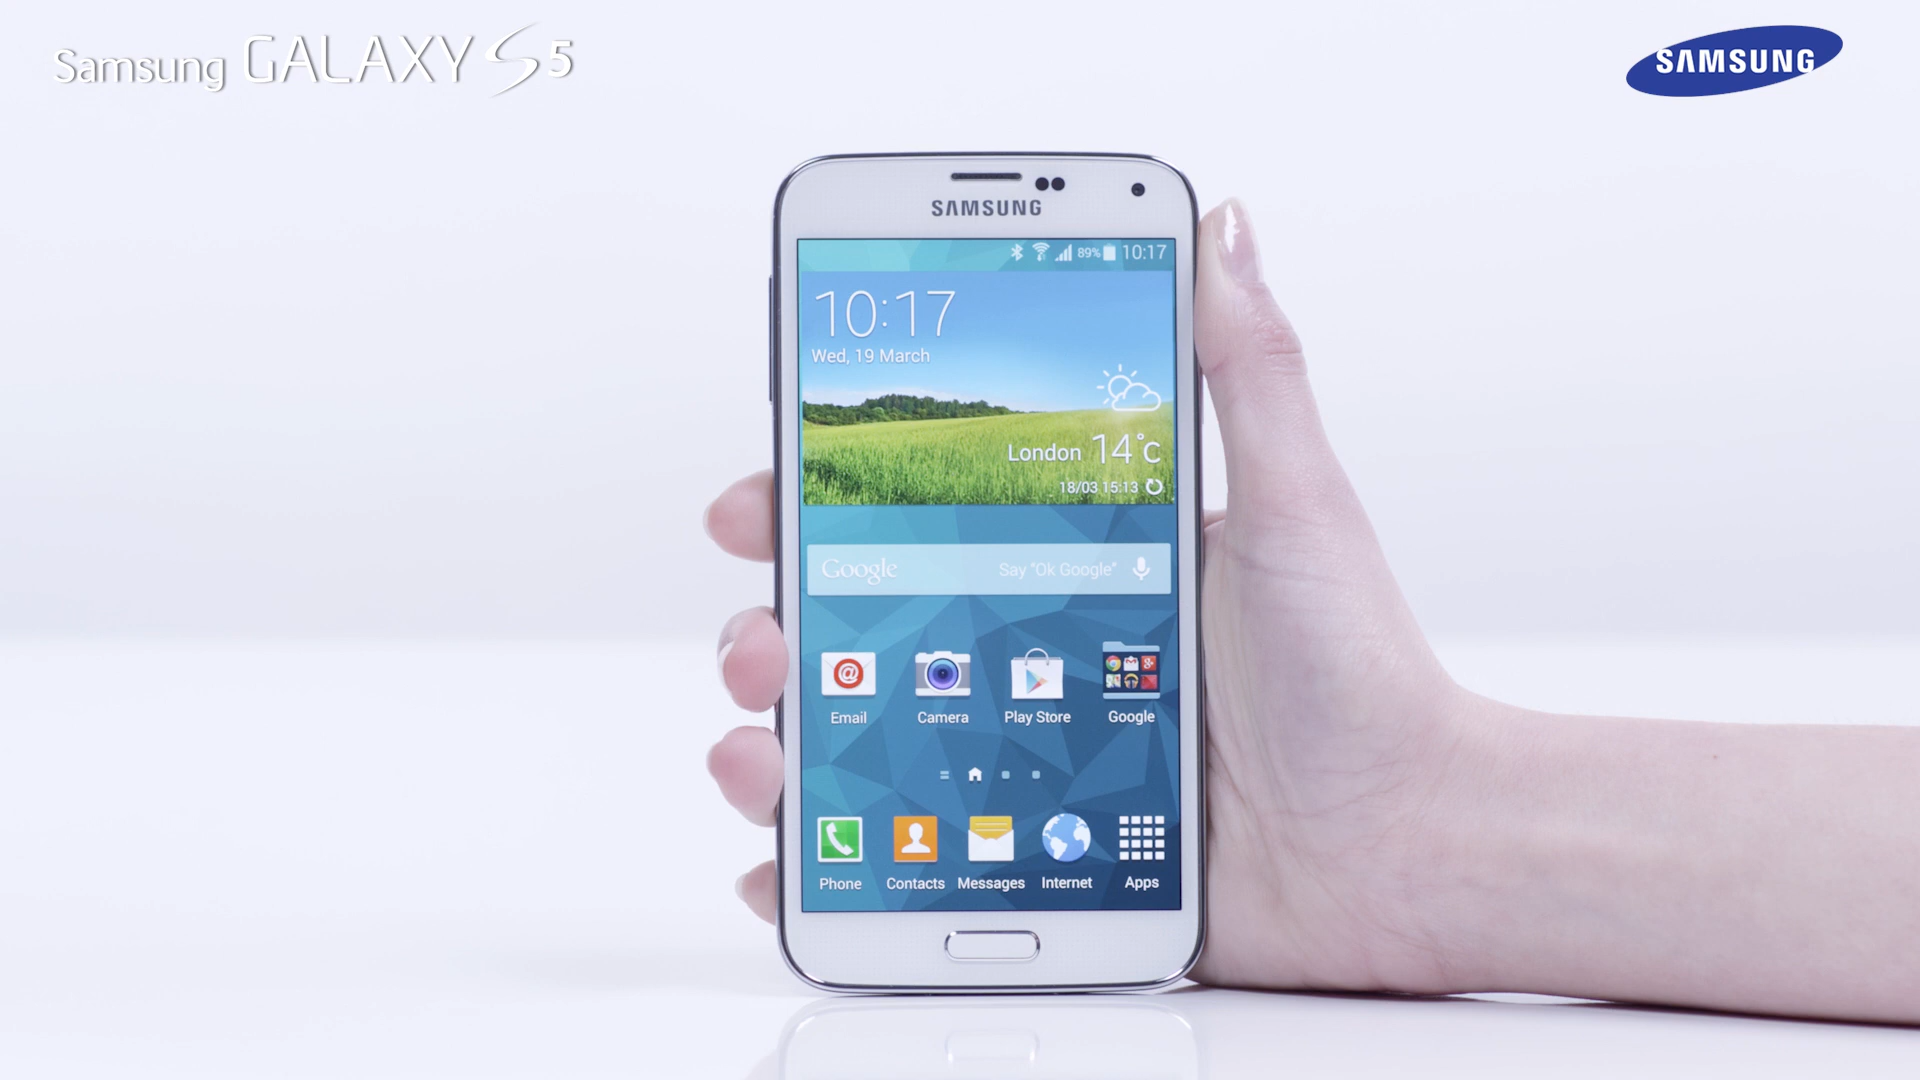 Samsung GALAXY S5
SAMSUNG
SAMSUNG
89% 10:17
10:17
Wed, 19 March
London 14°C
18/03 15:13
Google Say "Ok Google"
Email Camera Play Store Google
Phone Contacts Messages Internet Apps